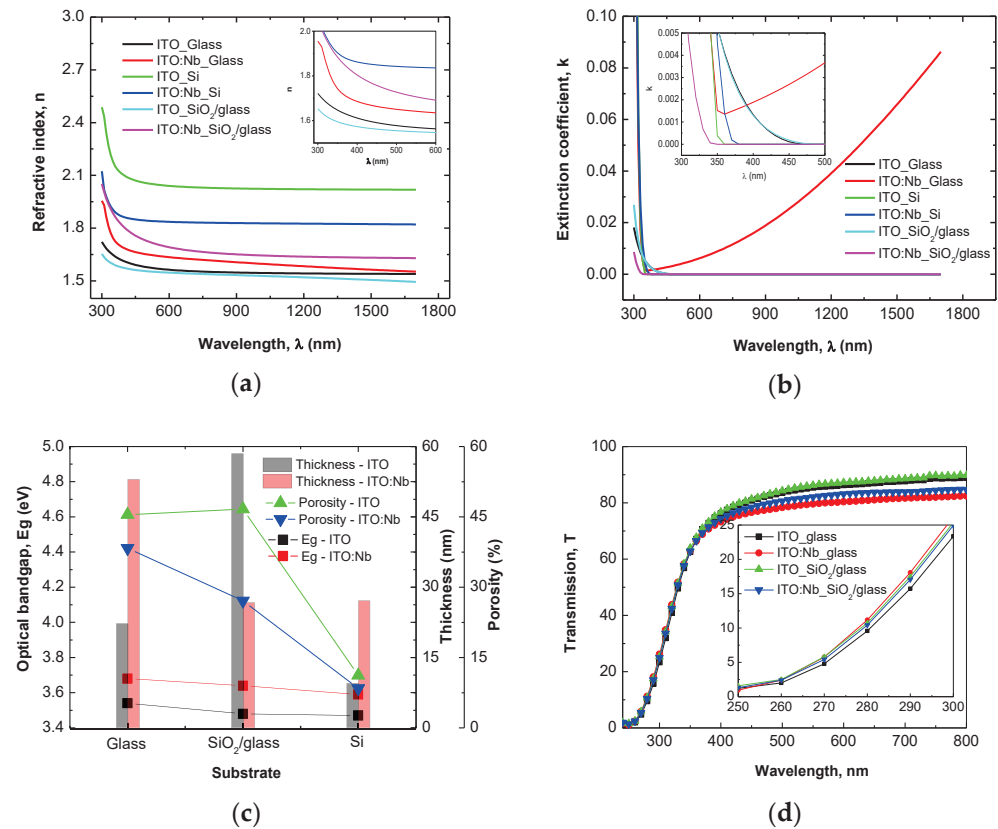 3.0
2.7
2.4
2.1
1.8
1.5
Refractive index, n
ITO_Glass
ITO:Nb_Glass
ITO_Si
ITO:Nb_Si
ITO_SiO₂/glass
ITO:Nb_SiO₂/glass
2.0
1.8
1.6
n
300 350 400 450 500 550 600
λ (nm)
300 600 900 1200 1500 1800
Wavelength, λ (nm)
(a)
0.10
0.08
0.06
0.04
0.02
0.00
Extinction coefficient, k
0.005
0.004
0.003
0.002
0.001
0.000
k
300 350 400 450 500
λ (nm)
ITO_Glass
ITO:Nb_Glass
ITO_Si
ITO:Nb_Si
ITO_SiO₂/glass
ITO:Nb_SiO₂/glass
300 600 900 1200 1500 1800
Wavelength, λ (nm)
(b)
5.0
4.8
4.6
4.4
4.2
4.0
3.8
3.6
3.4
Optical bandgap, Eg (eV)
Thickness - ITO
Thickness - ITO:Nb
Porosity - ITO
Porosity - ITO:Nb
Eg - ITO
Eg - ITO:Nb
60
45
30
15
0
Thickness (nm)
60
45
30
15
0
Porosity (%)
Glass SiO₂/glass Si
Substrate
(c)
100
80
60
40
20
0
Transmission, T
ITO_glass
ITO:Nb_glass
ITO_SiO₂/glass
ITO:Nb_SiO₂/glass
25
20
15
10
5
0
250 260 270 280 290 300
300 400 500 600 700 800
Wavelength, nm
(d)